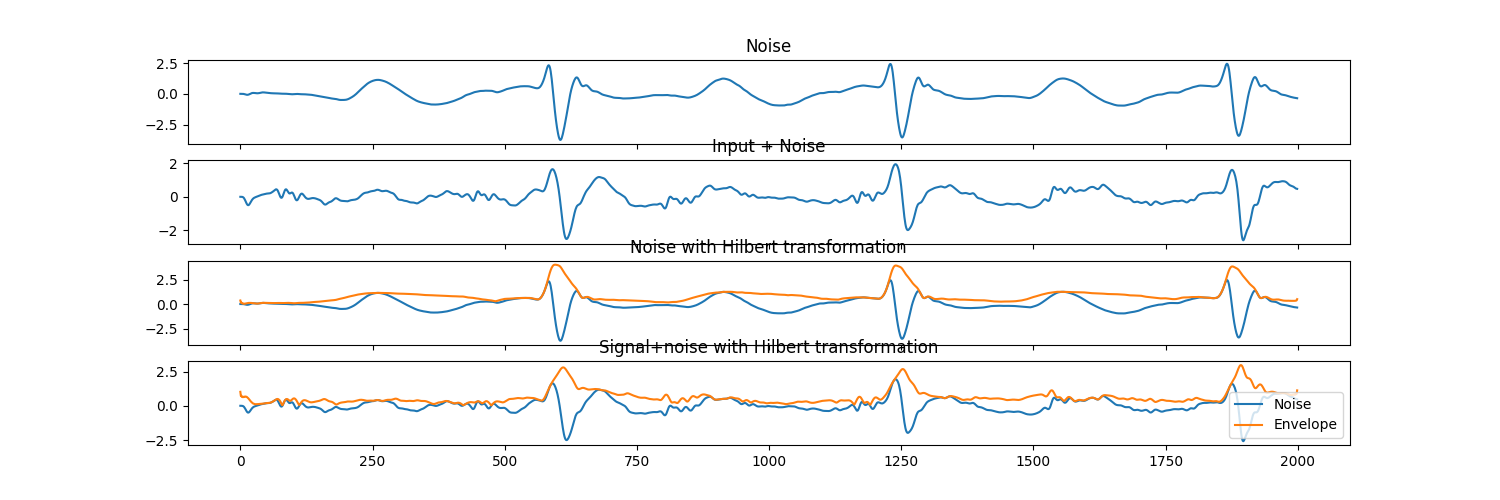 Noise
2.5
0.0
−2.5
Input + Noise
2
0
−2
Noise with Hilbert transformation
2.5
0.0
−2.5
Signal+noise with Hilbert transformation
2.5
0.0
−2.5
Noise
Envelope
0 250 500 750 1000 1250 1500 1750 2000